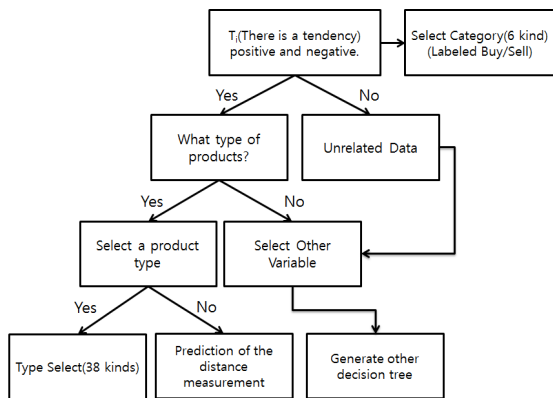 Tᵢ(There is a tendency)
positive and negative.
Select Category(6 kind)
(Labeled Buy/Sell)
Yes
No
What type of
products?
Unrelated Data
Yes
No
Select a product
type
Select Other
Variable
Yes
No
Type Select(38 kinds)
Prediction of the
distance
measurement
Generate other
decision tree